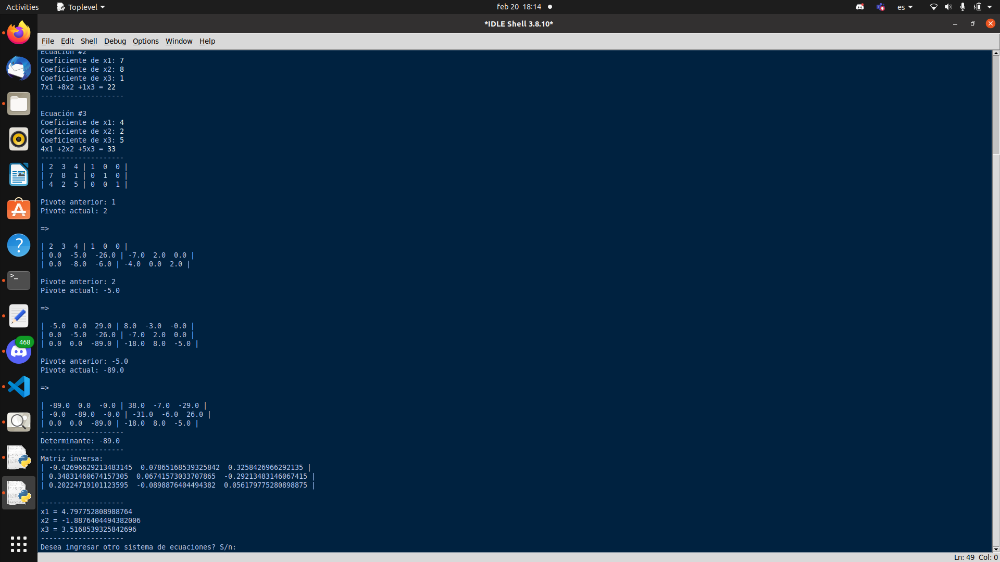 Activities Toplevel feb 20 18:14 es
*IDLE Shell 3.8.10*
File Edit Shell Debug Options Window Help
Ecuación #2
Coeficiente de x1: 7
Coeficiente de x2: 8
Coeficiente de x3: 1
7x1 +8x2 +1x3 = 22
--------------------
Ecuación #3
Coeficiente de x1: 4
Coeficiente de x2: 2
Coeficiente de x3: 5
4x1 +2x2 +5x3 = 33
--------------------
| 2  3  4 | 1  0  0 |
| 7  8  1 | 0  1  0 |
| 4  2  5 | 0  0  1 |
Pivote anterior: 1
Pivote actual: 2
=>
| 2  3  4 | 1  0  0 |
| 0.0  -5.0  -26.0 | -7.0  2.0  0.0 |
| 0.0  -8.0  -6.0 | -4.0  0.0  2.0 |
Pivote anterior: 2
Pivote actual: -5.0
=>
| -5.0  0.0  29.0 | 8.0  -3.0  -0.0 |
| 0.0  -5.0  -26.0 | -7.0  2.0  0.0 |
| 0.0  0.0  -89.0 | -18.0  8.0  -5.0 |
Pivote anterior: -5.0
Pivote actual: -89.0
=>
| -89.0  0.0  -0.0 | 38.0  -7.0  -29.0 |
| -0.0  -89.0  -0.0 | -31.0  -6.0  26.0 |
| 0.0  0.0  -89.0 | -18.0  8.0  -5.0 |
--------------------
Determinante: -89.0
--------------------
Matriz inversa:
| -0.42696629213483145  0.07865168539325842  0.3258426966292135 |
| 0.34831460674157305  0.06741573033707865  -0.29213483146067415 |
| 0.20224719101123595  -0.0898876404494382  0.056179775280898875 |
--------------------
x1 = 4.797752808988764
x2 = -1.8876404494382006
x3 = 3.5168539325842696
--------------------
Desea ingresar otro sistema de ecuaciones? S/n:
468
Ln: 49 Col: 0